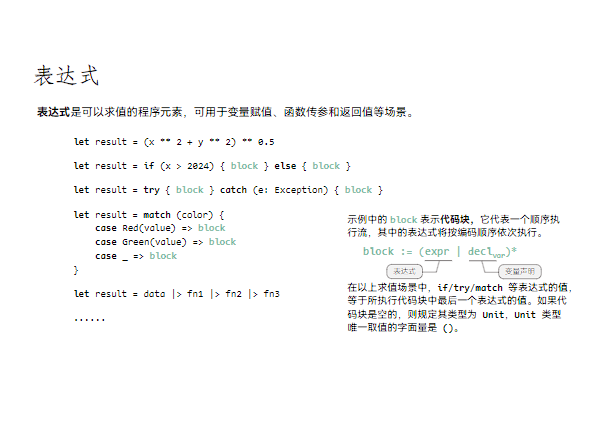 表达式
表达式是可以求值的程序元素，可用于变量赋值、函数传参和返回值等场景。
let result = (x ** 2 + y ** 2) ** 0.5
let result = if (x > 2024) { block } else { block }
let result = try { block } catch (e: Exception) { block }
let result = match (color) {
    case Red(value) => block
    case Green(value) => block
    case _ => block
}
let result = data |> fn1 |> fn2 |> fn3
......
示例中的 block 表示代码块，它代表一个顺序执
行流，其中的表达式将按编码顺序依次执行。
block := (expr | decl_var)*
表达式
变量声明
在以上求值场景中，if/try/match 等表达式的值，
等于所执行代码块中最后一个表达式的值。如果代
码块是空的，则规定其类型为 Unit，Unit 类型
唯一取值的字面量是 ()。